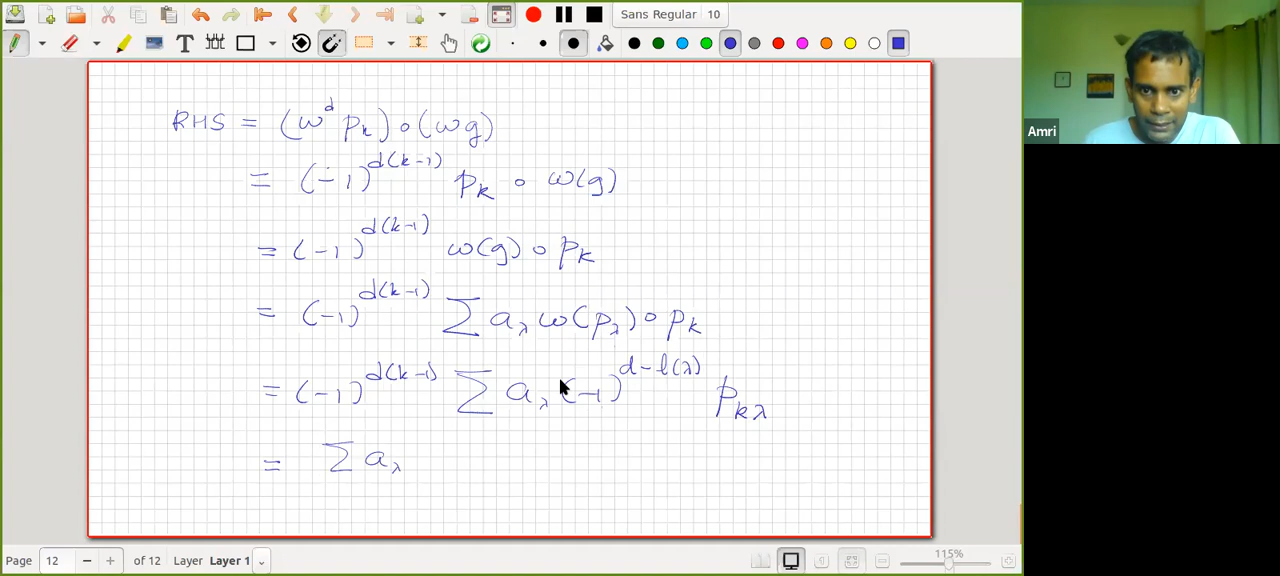 Sans Regular 10
RHS = (ω^d p_k) ∘ (ωg)
= (-1)^{d(k-1)} p_k ∘ ω(g)
= (-1)^{d(k-1)} ω(g) ∘ p_k
= (-1)^{d(k-1)} ∑ a_λ ω(p_λ) ∘ p_k
= (-1)^{d(k-1)} ∑ a_λ (-1)^{d-l(λ)} p_{kλ}
= ∑ a_λ
Amri
Page 12 of 12 Layer Layer 1 115%